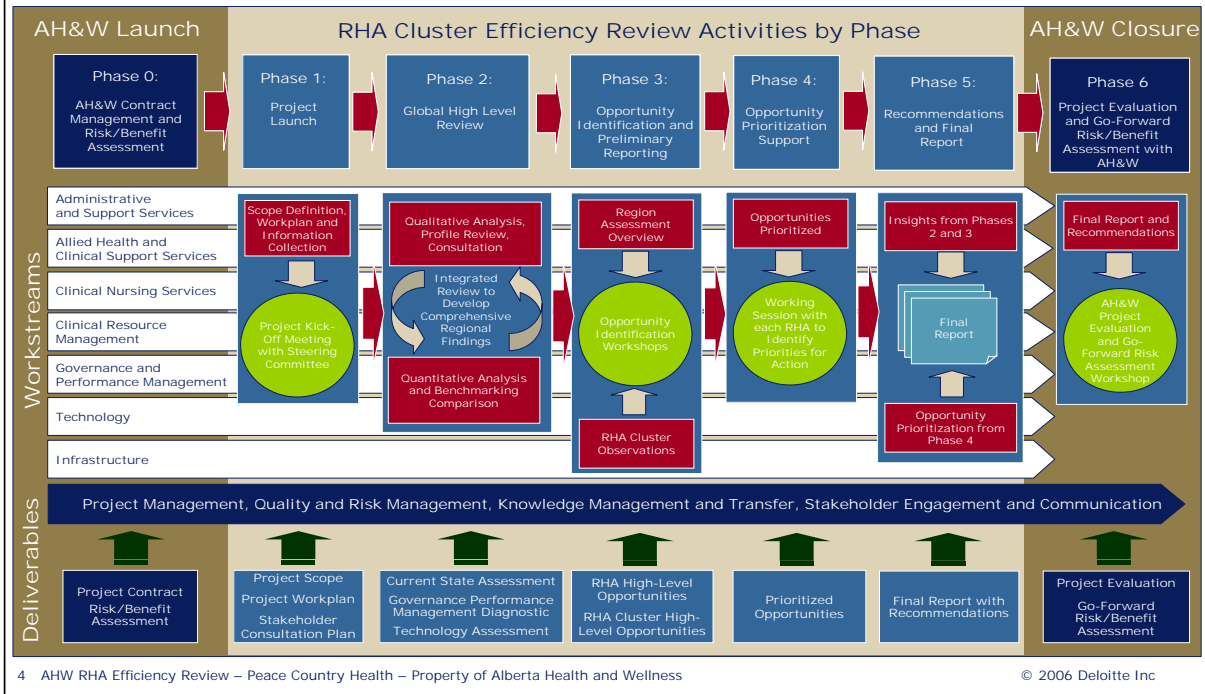 AH&W Launch
RHA Cluster Efficiency Review Activities by Phase
AH&W Closure
Phase 0:
AH&W Contract
Management and
Risk/Benefit
Assessment
Phase 1:
Project
Launch
Phase 2:
Global High Level
Review
Phase 3:
Opportunity
Identification and
Preliminary
Reporting
Phase 4:
Opportunity
Prioritization
Support
Phase 5:
Recommendations
and Final
Report
Phase 6
Project Evaluation
and Go-Forward
Risk/Benefit
Assessment with
AH&W
Workstreams
Administrative
and Support Services
Allied Health and
Clinical Support Services
Clinical Nursing Services
Clinical Resource
Management
Governance and
Performance Management
Technology
Infrastructure
Scope Definition,
Workplan and
Information
Collection
Project Kick-
Off Meeting
with Steering
Committee
Qualitative Analysis,
Profile Review,
Consultation
Integrated
Review to
Develop
Comprehensive
Regional
Findings
Quantitative Analysis
and Benchmarking
Comparison
Region
Assessment
Overview
Opportunity
Identification
Workshops
RHA Cluster
Observations
Opportunities
Prioritized
Working
Session with
each RHA to
Identify
Priorities for
Action
Insights from Phases
2 and 3
Final
Report
Opportunity
Prioritization from
Phase 4
Final Report and
Recommendations
AH&W
Project
Evaluation
and Go-
Forward Risk
Assessment
Workshop
Deliverables
Project Management, Quality and Risk Management, Knowledge Management and Transfer, Stakeholder Engagement and Communication
Project Contract
Risk/Benefit
Assessment
Project Scope
Project Workplan
Stakeholder
Consultation Plan
Current State Assessment
Governance Performance
Management Diagnostic
Technology Assessment
RHA High-Level
Opportunities
RHA Cluster High-
Level Opportunities
Prioritized
Opportunities
Final Report with
Recommendations
Project Evaluation
Go-Forward
Risk/Benefit
Assessment
4 AHW RHA Efficiency Review – Peace Country Health – Property of Alberta Health and Wellness
© 2006 Deloitte Inc